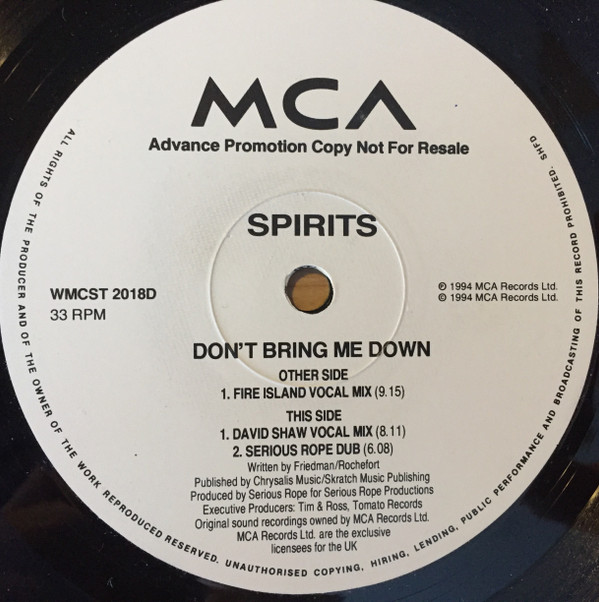 MCA
Advance Promotion Copy Not For Resale
SPIRITS
WMCST 2018D
33 RPM
℗ 1994 MCA Records Ltd.
© 1994 MCA Records Ltd.
DON'T BRING ME DOWN
OTHER SIDE
1. FIRE ISLAND VOCAL MIX (9.15)
THIS SIDE
1. DAVID SHAW VOCAL MIX (8.11)
2. SERIOUS ROPE DUB (6.08)
Written by Friedman/Rochefort
Published by Chrysalis Music/Skratch Music Publishing
Produced by Serious Rope for Serious Rope Productions
Executive Producers: Tim & Ross, Tomato Records
Original sound recordings owned by MCA Records Ltd.
MCA Records Ltd. are the exclusive
licensees for the UK
ALL RIGHTS OF THE PRODUCER AND OF THE OWNER OF THE WORK REPRODUCED RESERVED. UNAUTHORISED COPYING, HIRING, LENDING, PUBLIC PERFORMANCE AND BROADCASTING OF THIS RECORD PROHIBITED. SHFD